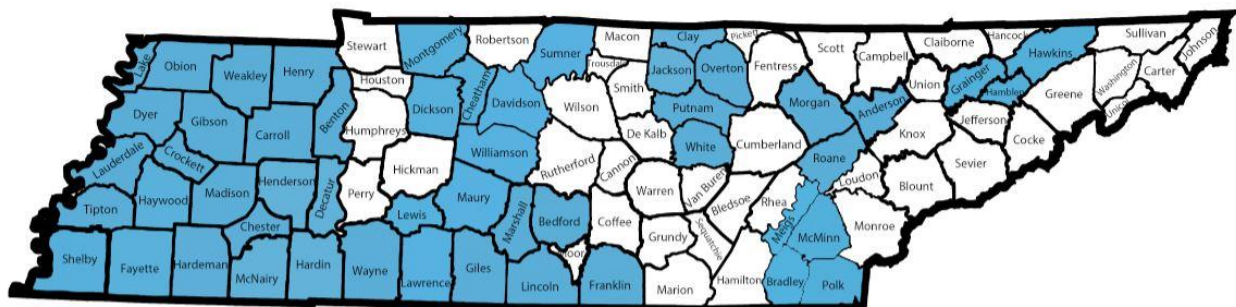 Lake
Obion
Weakley
Henry
Stewart
Montgomery
Robertson
Sumner
Macon
Trousdale
Clay
Pickett
Scott
Campbell
Claiborne
Hancock
Hawkins
Sullivan
Johnson
Houston
Cheatham
Davidson
Wilson
Smith
Jackson
Overton
Fentress
Morgan
Anderson
Union
Grainger
Hamblen
Greene
Washington
Carter
Unicoi
Dyer
Gibson
Carroll
Benton
Humphreys
Dickson
Putnam
Jefferson
Cocke
Knox
Lauderdale
Crockett
Williamson
Rutherford
De Kalb
White
Cumberland
Roane
Loudon
Sevier
Blount
Tipton
Haywood
Madison
Henderson
Decatur
Perry
Hickman
Maury
Cannon
Warren
Van Buren
Bledsoe
Rhea
Meigs
McMinn
Monroe
Chester
Lewis
Marshall
Bedford
Coffee
Grundy
Sequatchie
Shelby
Fayette
Hardeman
McNairy
Hardin
Wayne
Lawrence
Giles
Lincoln
Franklin
Marion
Hamilton
Bradley
Polk